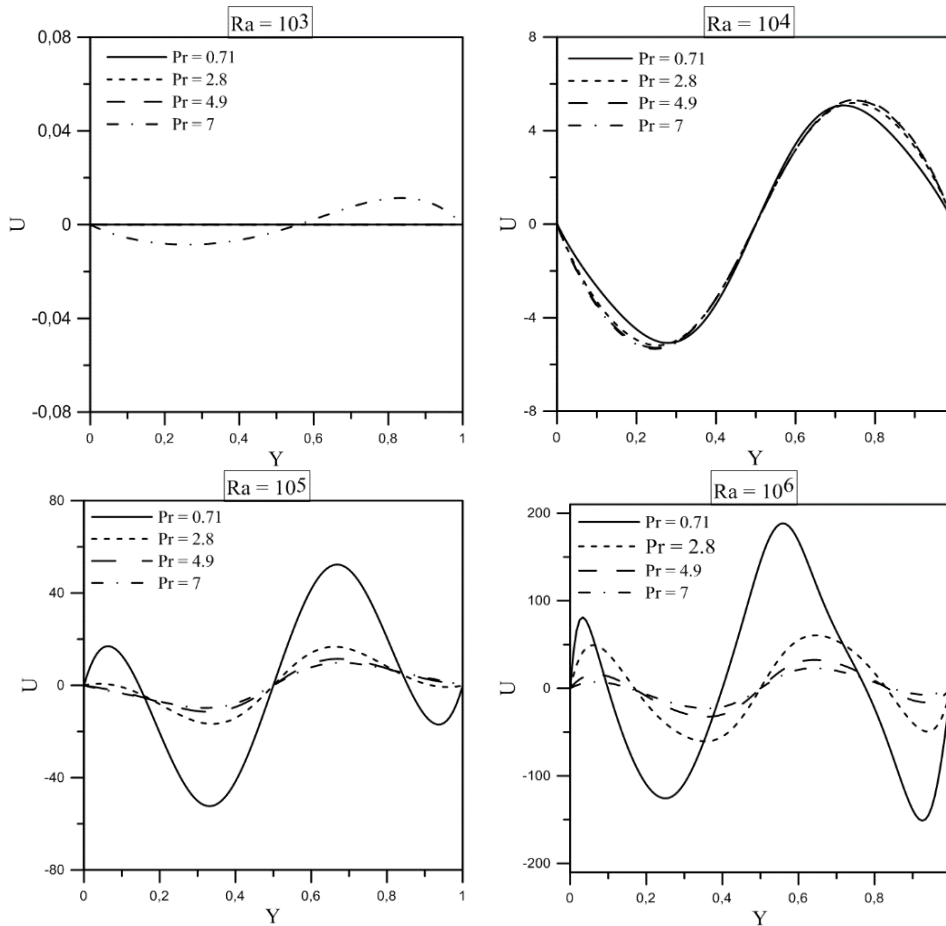 Ra = 10³
0,08
0,04
0
-0,04
-0,08
U
Pr = 0.71
Pr = 2.8
Pr = 4.9
Pr = 7
0
0,2
0,4
0,6
0,8
1
Y
Ra = 10⁴
8
4
0
-4
-8
U
Pr = 0.71
Pr = 2.8
Pr = 4.9
Pr = 7
0
0,2
0,4
0,6
0,8
Y
Ra = 10⁵
80
40
0
-40
-80
U
Pr = 0.71
Pr = 2.8
Pr = 4.9
Pr = 7
0
0,2
0,4
0,6
0,8
1
Y
Ra = 10⁶
200
100
0
-100
-200
U
Pr = 0.71
Pr = 2.8
Pr = 4.9
Pr = 7
0
0,2
0,4
0,6
0,8
Y